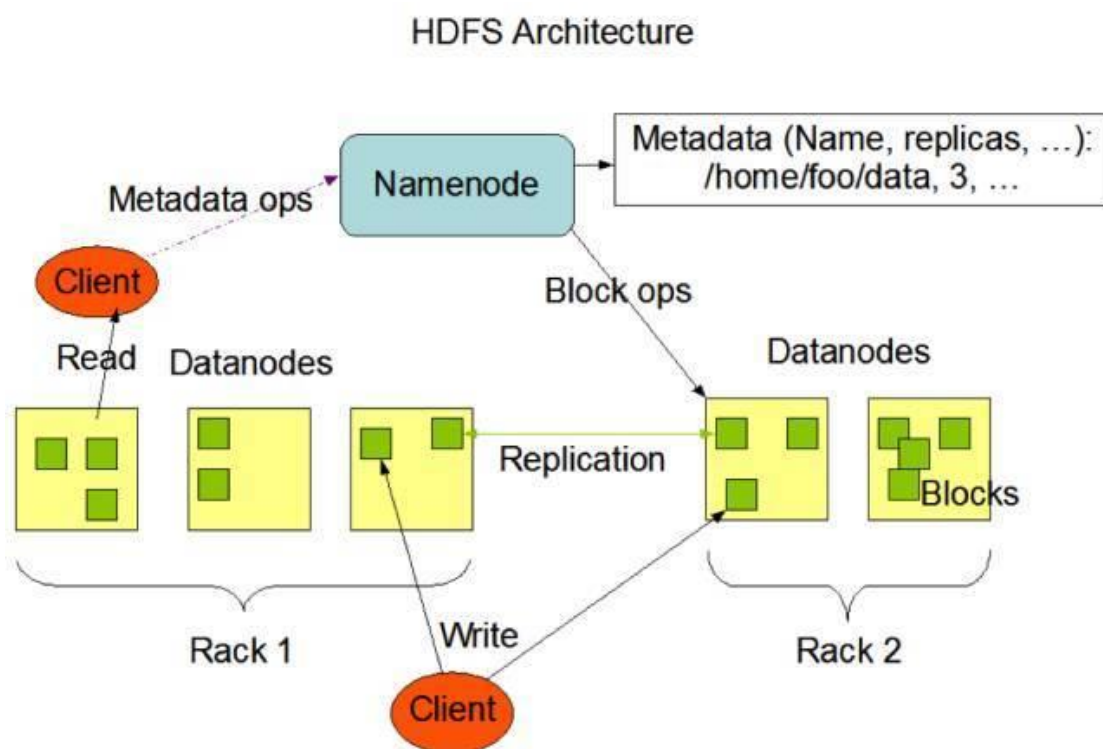 HDFS Architecture
Metadata (Name, replicas, …):
/home/foo/data, 3, …
Namenode
Metadata ops
Client
Block ops
Read
Datanodes
Datanodes
Replication
Blocks
Rack 1
Write
Rack 2
Client